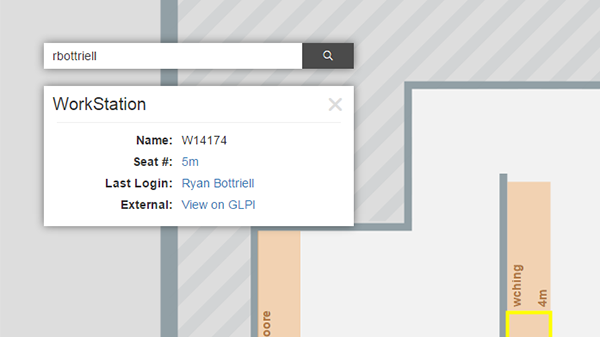 rbottriell
WorkStation
Name: W14174
Seat #: 5m
Last Login: Ryan Bottriell
External: View on GLPI
wching
4m
oore